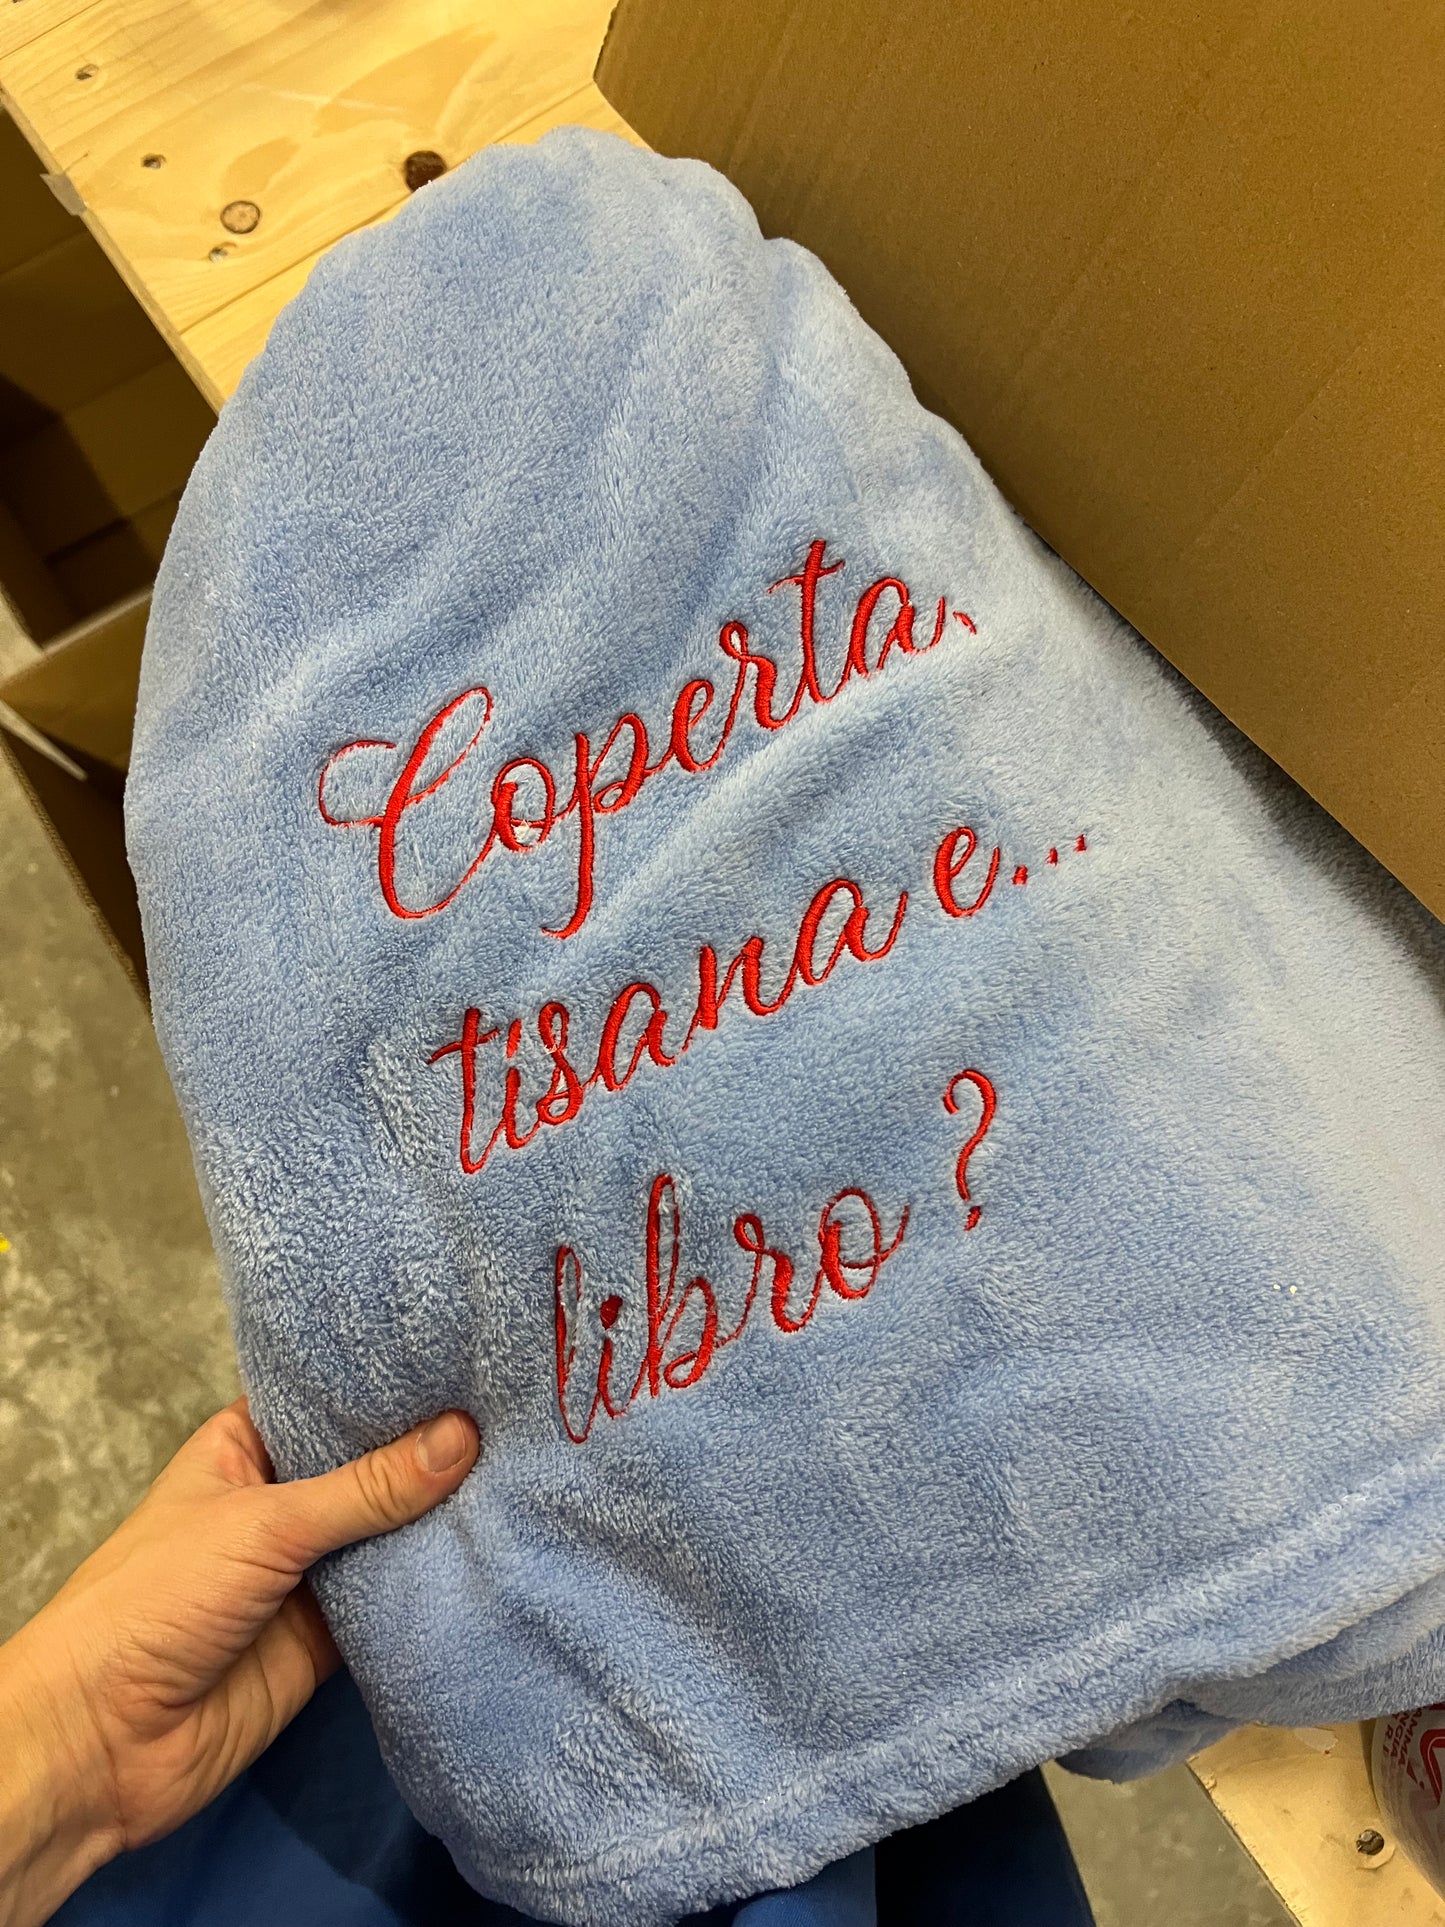 Coperta,
tisana e...
libro ?